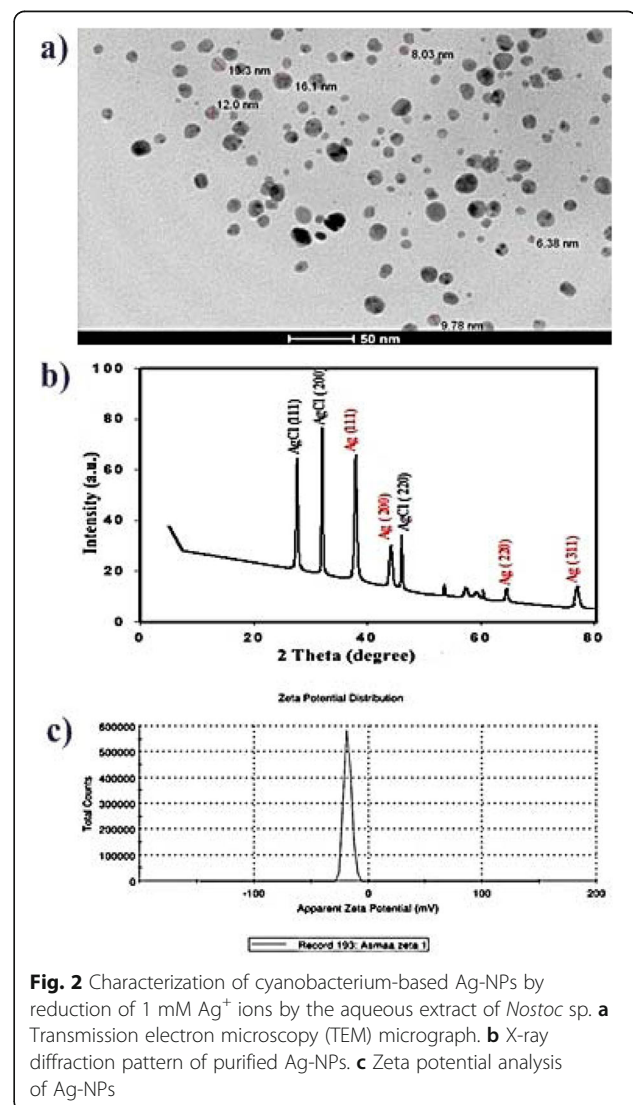 a)
8.03 nm
19.3 nm
16.1 nm
12.0 nm
6.38 nm
9.78 nm
50 nm
b)
100
80
60
40
20
0
Intensity (a.u.)
AgCl (111)
AgCl (200)
Ag (111)
Ag (200)
AgCl (220)
Ag (220)
Ag (311)
0 20 40 60 80
2 Theta (degree)
Zeta Potential Distribution
c)
600000
500000
400000
300000
200000
100000
0
Total Counts
-100 0 100 200
Apparent Zeta Potential (mV)
Record 193: Asmaa zeta 1
Fig. 2 Characterization of cyanobacterium-based Ag-NPs by
reduction of 1 mM Ag⁺ ions by the aqueous extract of Nostoc sp. a
Transmission electron microscopy (TEM) micrograph. b X-ray
diffraction pattern of purified Ag-NPs. c Zeta potential analysis
of Ag-NPs